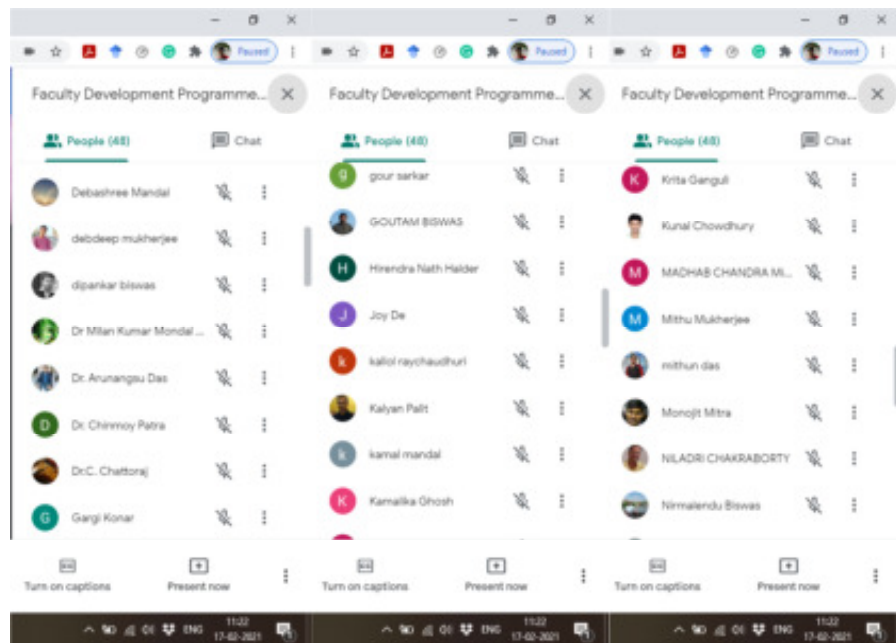 Paused
Faculty Development Programme...
People (48)
Chat
Debashree Mandal
debdeep mukherjee
dipankar biswas
Dr Milan Kumar Mondal ...
Dr. Arunangsu Das
D
Dr. Chinmoy Patra
Dr.C. Chattoraj
G
Gargi Konar
Turn on captions
Present now
ENG
11:22
17-02-2021
Paused
Faculty Development Programme...
People (48)
Chat
g
gour sarkar
GOUTAM BISWAS
H
Hirendra Nath Halder
J
Joy De
k
kallol raychaudhuri
Kalyan Palit
k
kamal mandal
K
Kamalika Ghosh
Turn on captions
Present now
ENG
11:22
17-02-2021
Paused
Faculty Development Programme...
People (48)
Chat
K
Krita Ganguli
Kunal Chowdhury
M
MADHAB CHANDRA MI...
M
Mithu Mukherjee
mithun das
Monojit Mitra
NILADRI CHAKRABORTY
Nirmalendu Biswas
Turn on captions
Present now
ENG
11:22
17-02-2021